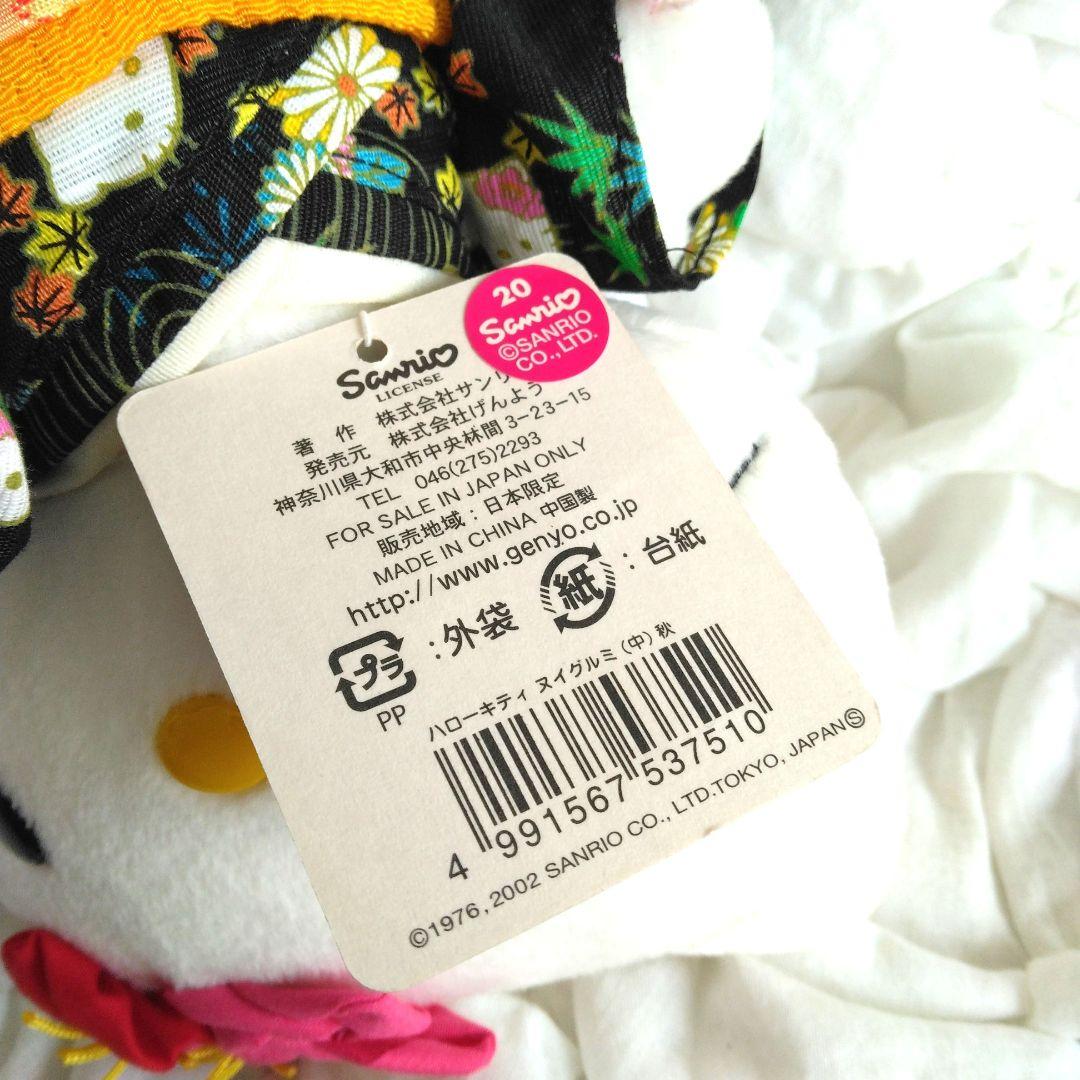 20
Sanrio
©SANRIO
CO., LTD.
Sanrio
LICENSE
著 作 株式会社サンリ
発売元 株式会社げんよう
神奈川県大和市中央林間3-23-15
TEL 046(275)2293
FOR SALE IN JAPAN ONLY
販売地域：日本限定
MADE IN CHINA 中国製
http://www.genyo.co.jp
プラ：外袋 紙：台紙
PP
ハローキティ ヌイグルミ（中）秋
4 991567 537510
©1976, 2002 SANRIO CO., LTD.TOKYO, JAPAN Ⓢ